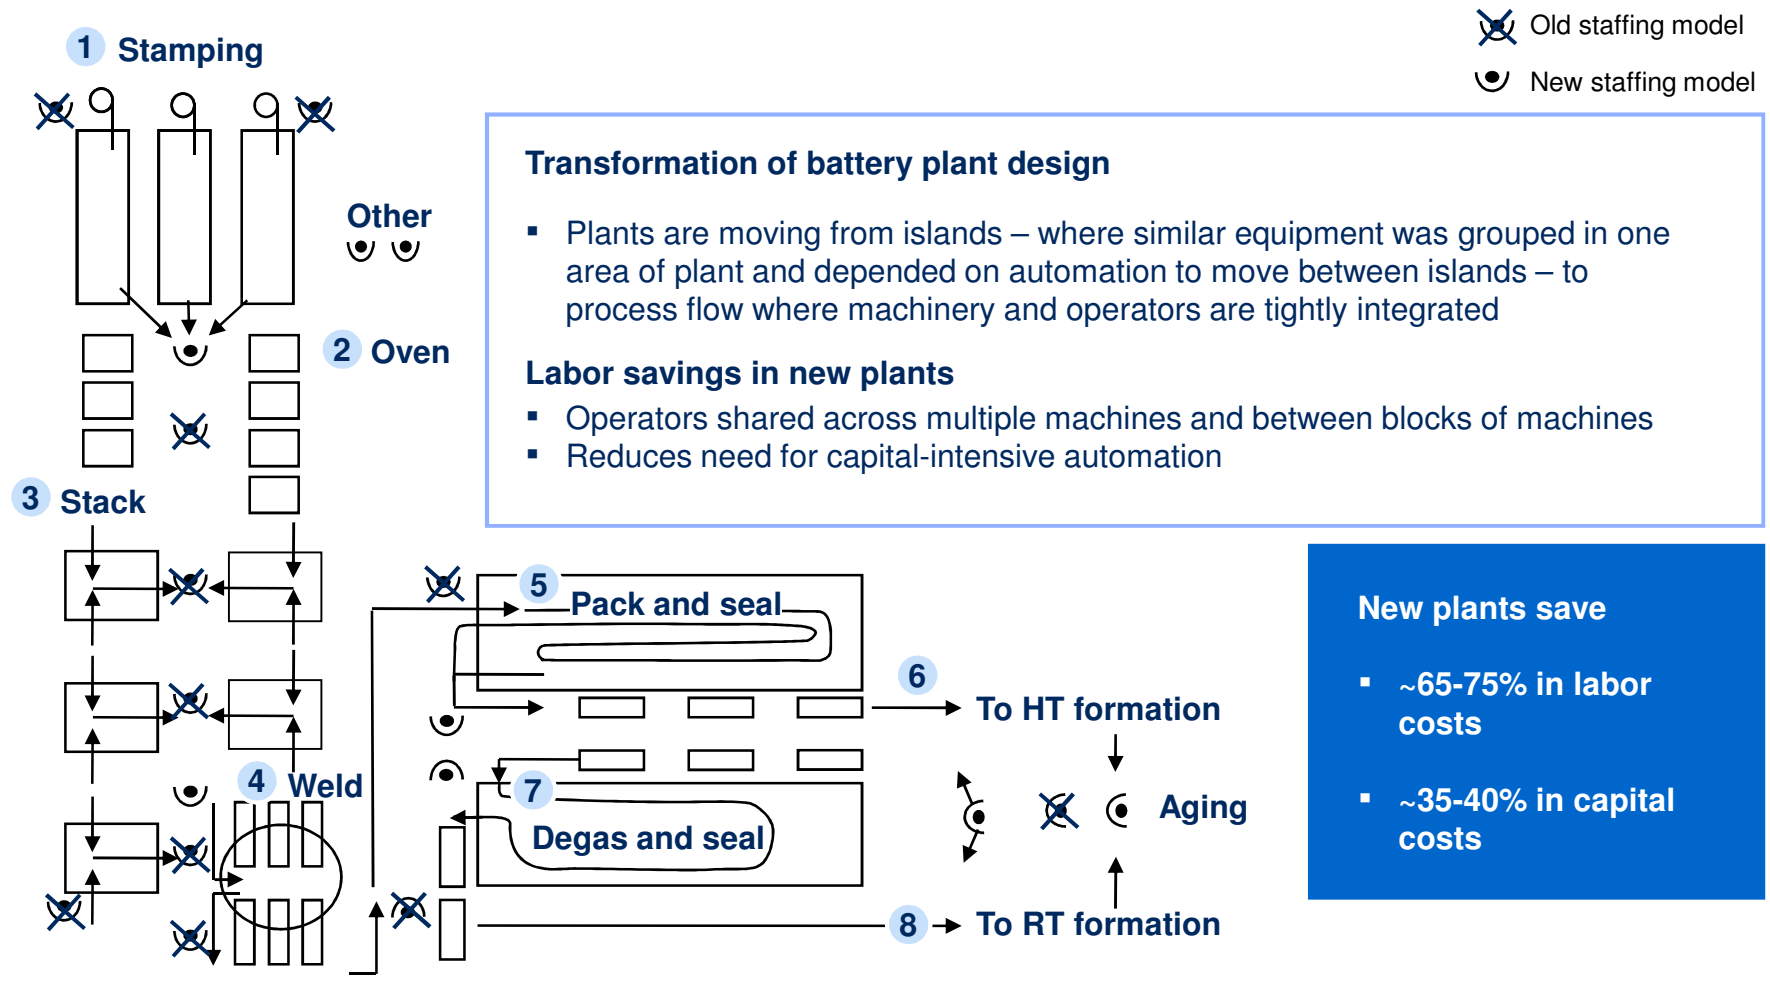 Old staffing model
New staffing model
1 Stamping
Other
2 Oven
3 Stack
4 Weld
Transformation of battery plant design
▪ Plants are moving from islands – where similar equipment was grouped in one
area of plant and depended on automation to move between islands – to
process flow where machinery and operators are tightly integrated
Labor savings in new plants
▪ Operators shared across multiple machines and between blocks of machines
▪ Reduces need for capital-intensive automation
5
Pack and seal
6
To HT formation
7
Degas and seal
Aging
8 To RT formation
New plants save
▪ ~65-75% in labor
costs
▪ ~35-40% in capital
costs